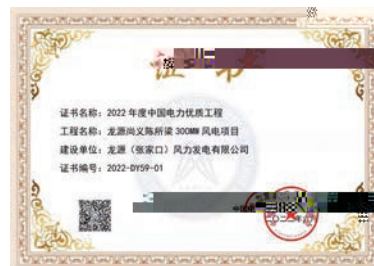 证书
证书名称：2022 年度中国电力优质工程
工程名称：龙源尚义陈所梁 300MW 风电项目
建设单位：龙源（张家口）风力发电有限公司
证书编号：2022-DY59-01